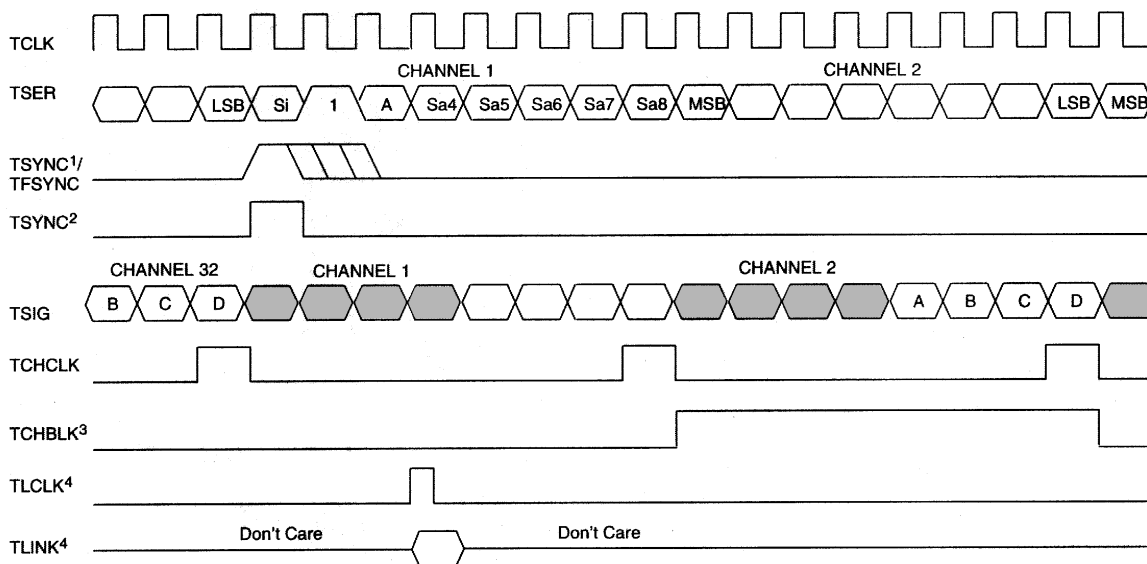 TCLK
CHANNEL 1 CHANNEL 2
TSER LSB Si 1 A Sa4 Sa5 Sa6 Sa7 Sa8 MSB LSB MSB
TSYNC¹/
TFSYNC
TSYNC²
CHANNEL 32 CHANNEL 1 CHANNEL 2
TSIG B C D A B C D
TCHCLK
TCHBLK³
TLCLK⁴
Don't Care Don't Care
TLINK⁴